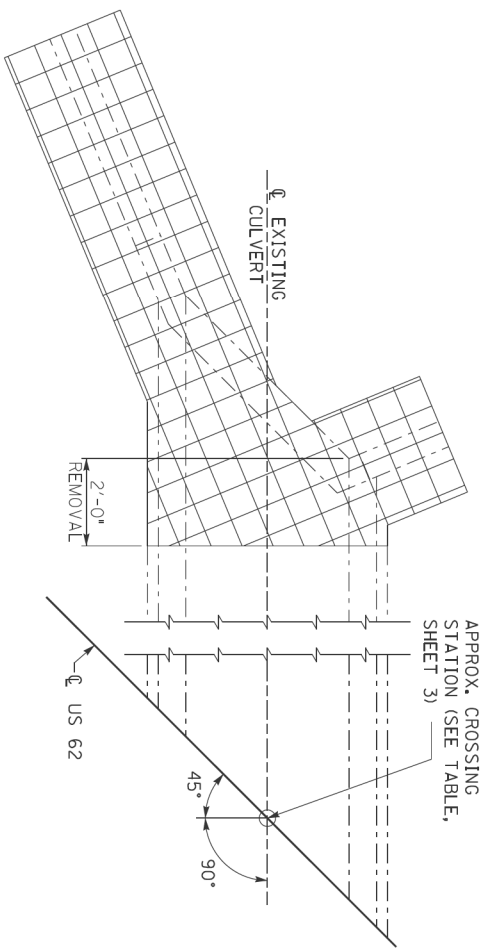 ℄ EXISTING
CULVERT
2'-0"
REMOVAL
APPROX. CROSSING
STATION (SEE TABLE,
SHEET 3)
℄ US 62
45°
90°